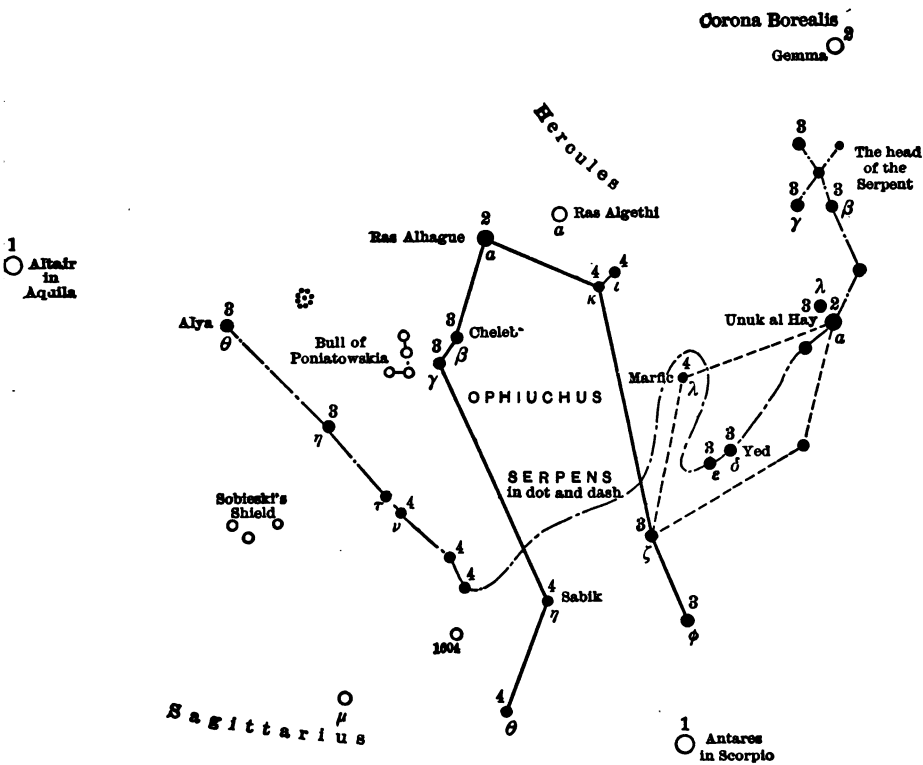 Corona Borealis
2
Gemma
Hercules
3
The head
of the
Serpent
3
γ
3
β
Ras Algethi
α
2
Ras Alhague
α
1
Altair
in
Aquila
4
κ
4
ι
λ
3
2
Unuk al Hay
α
3
Alya
θ
Bull of
Poniatowskia
3
Chelet
β
3
γ
4
Marfic
λ
OPHIUCHUS
3
η
3
ε
3
δ
Yed
SERPENS
in dot and dash
Sobieski's
Shield
τ
4
ν
3
ζ
4
4
4
Sabik
η
3
φ
1604
4
θ
μ
Sagittarius
1
Antares
in Scorpio